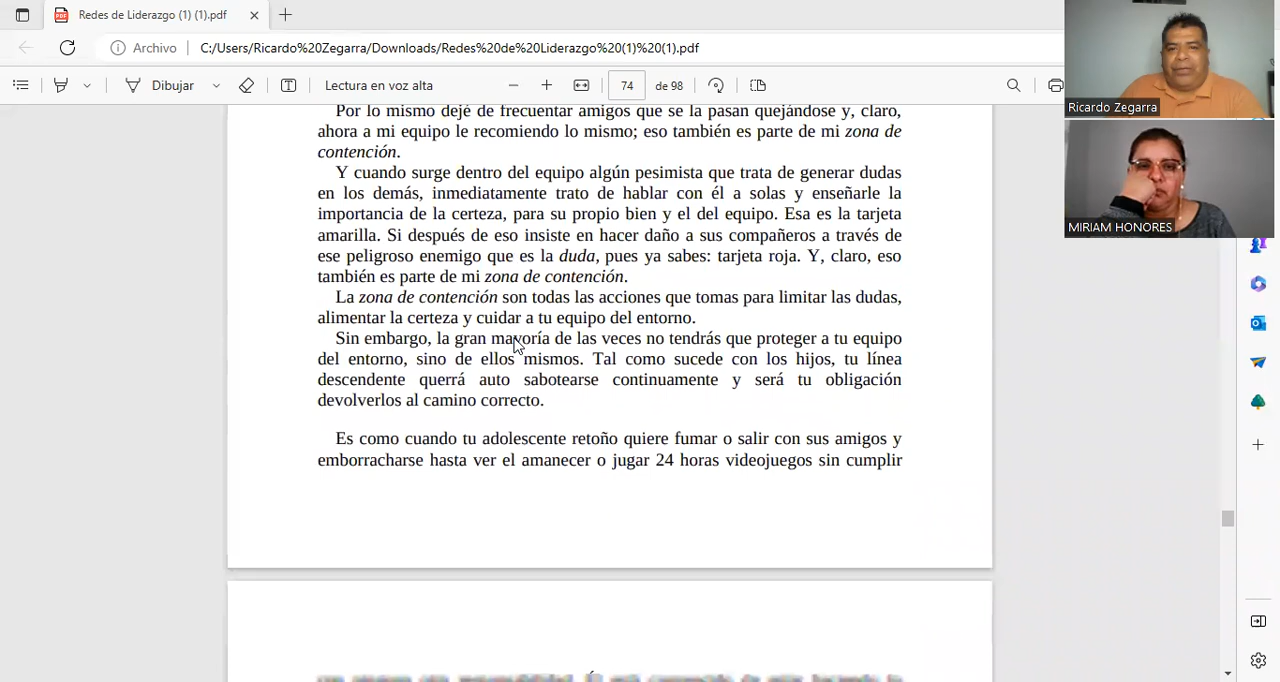 Redes de Liderazgo (1) (1).pdf
Archivo
C:/Users/Ricardo%20Zegarra/Downloads/Redes%20de%20Liderazgo%20(1)%20(1).pdf
Dibujar
Lectura en voz alta
74 de 98
Ricardo Zegarra
MIRIAM HONORES
Por lo mismo dejé de frecuentar amigos que se la pasan quejándose y, claro,
ahora a mi equipo le recomiendo lo mismo; eso también es parte de mi zona de
contención.
Y cuando surge dentro del equipo algún pesimista que trata de generar dudas
en los demás, inmediatamente trato de hablar con él a solas y enseñarle la
importancia de la certeza, para su propio bien y el del equipo. Esa es la tarjeta
amarilla. Si después de eso insiste en hacer daño a sus compañeros a través de
ese peligroso enemigo que es la duda, pues ya sabes: tarjeta roja. Y, claro, eso
también es parte de mi zona de contención.
La zona de contención son todas las acciones que tomas para limitar las dudas,
alimentar la certeza y cuidar a tu equipo del entorno.
Sin embargo, la gran mayoría de las veces no tendrás que proteger a tu equipo
del entorno, sino de ellos mismos. Tal como sucede con los hijos, tu línea
descendente querrá auto sabotearse continuamente y será tu obligación
devolverlos al camino correcto.
Es como cuando tu adolescente retoño quiere fumar o salir con sus amigos y
emborracharse hasta ver el amanecer o jugar 24 horas videojuegos sin cumplir